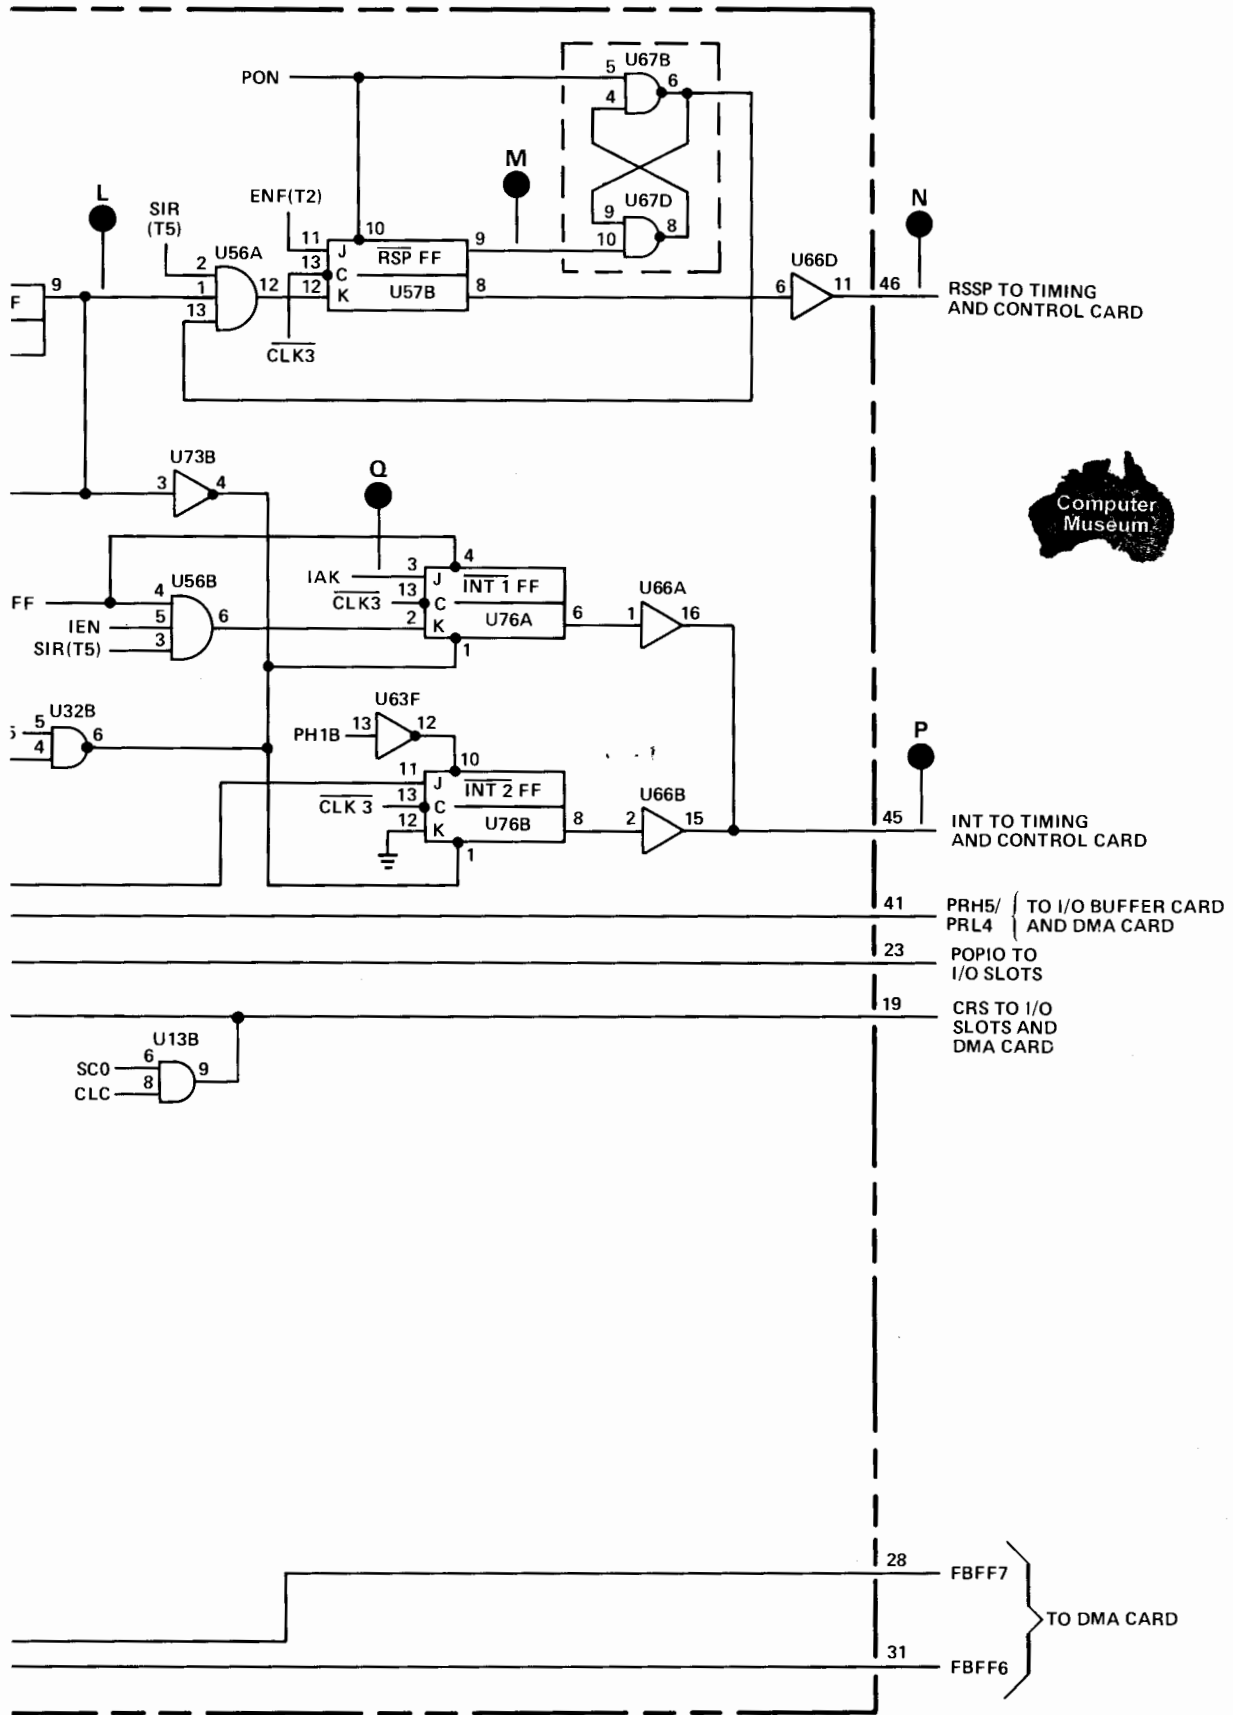 U67B
PON
5
6
4
M
L
ENF(T2)
SIR
(T5)
U67D
N
9
8
10
U56A
11
10
J
RSP FF
9
2
13
C
1
12
12
K
U57B
8
13
F
9
CLK3
U66D
6
11
46
RSSP TO TIMING
AND CONTROL CARD
U73B
3
4
Q
Computer
Museum
4
U56B
IAK
3
J
INT 1 FF
U66A
FF
4
CLK3
13
C
IEN
5
6
2
K
U76A
6
1
16
SIR(T5)
3
1
U32B
5
5
6
4
U63F
PH1B
13
12
P
10
11
J
INT 2 FF
CLK 3
13
C
U66B
12
K
U76B
8
2
15
45
INT TO TIMING
AND CONTROL CARD
1
41
PRH5/ TO I/O BUFFER CARD
PRL4 AND DMA CARD
23
POPIO TO
I/O SLOTS
19
CRS TO I/O
SLOTS AND
DMA CARD
U13B
SC0
6
9
CLC
8
28
FBFF7
TO DMA CARD
31
FBFF6